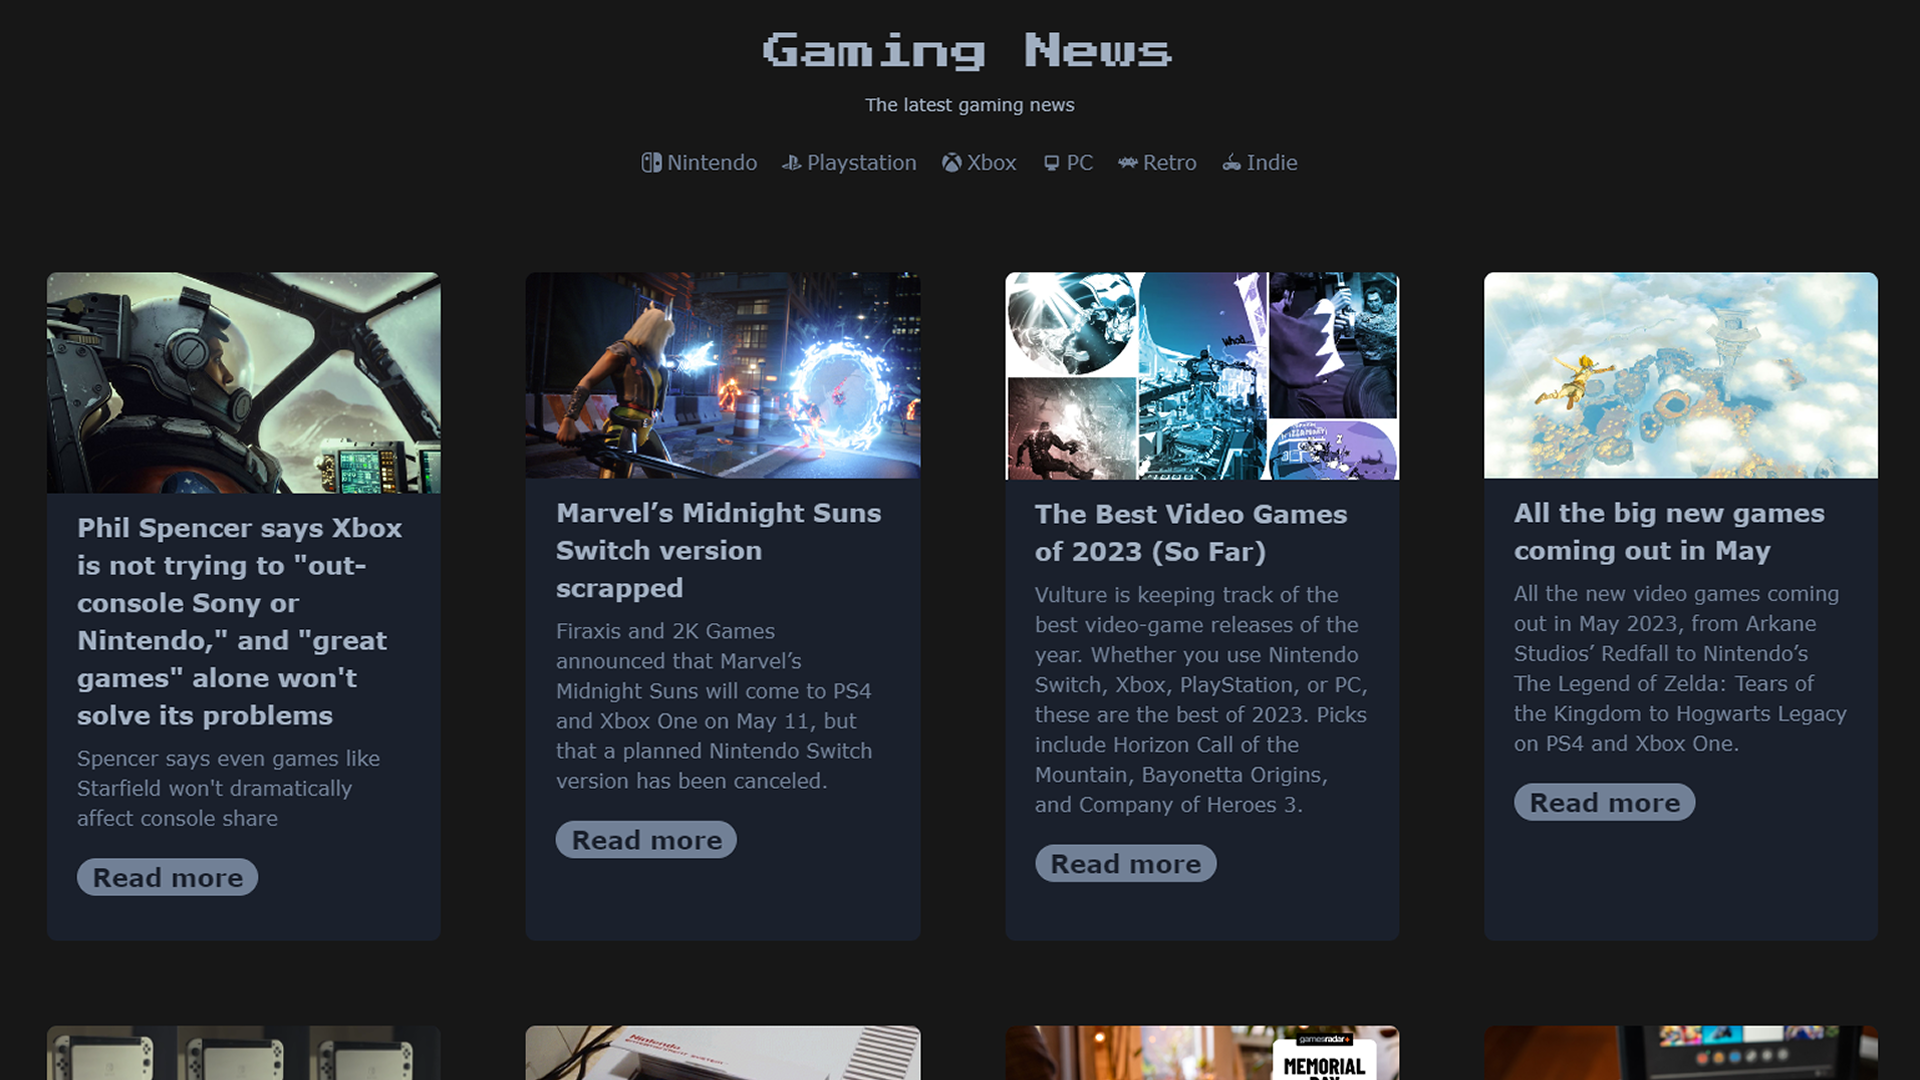 Gaming News
The latest gaming news
Nintendo Playstation Xbox PC Retro Indie
Whoa...
Phil Spencer says Xbox
is not trying to "out-
console Sony or
Nintendo," and "great
games" alone won't
solve its problems
Spencer says even games like
Starfield won't dramatically
affect console share
Read more
Marvel’s Midnight Suns
Switch version
scrapped
Firaxis and 2K Games
announced that Marvel’s
Midnight Suns will come to PS4
and Xbox One on May 11, but
that a planned Nintendo Switch
version has been canceled.
Read more
The Best Video Games
of 2023 (So Far)
Vulture is keeping track of the
best video-game releases of the
year. Whether you use Nintendo
Switch, Xbox, PlayStation, or PC,
these are the best of 2023. Picks
include Horizon Call of the
Mountain, Bayonetta Origins,
and Company of Heroes 3.
Read more
All the big new games
coming out in May
All the new video games coming
out in May 2023, from Arkane
Studios’ Redfall to Nintendo’s
The Legend of Zelda: Tears of
the Kingdom to Hogwarts Legacy
on PS4 and Xbox One.
Read more
Nintendo
ENTERTAINMENT SYSTEM
gamesradar+
MEMORIAL
DAY